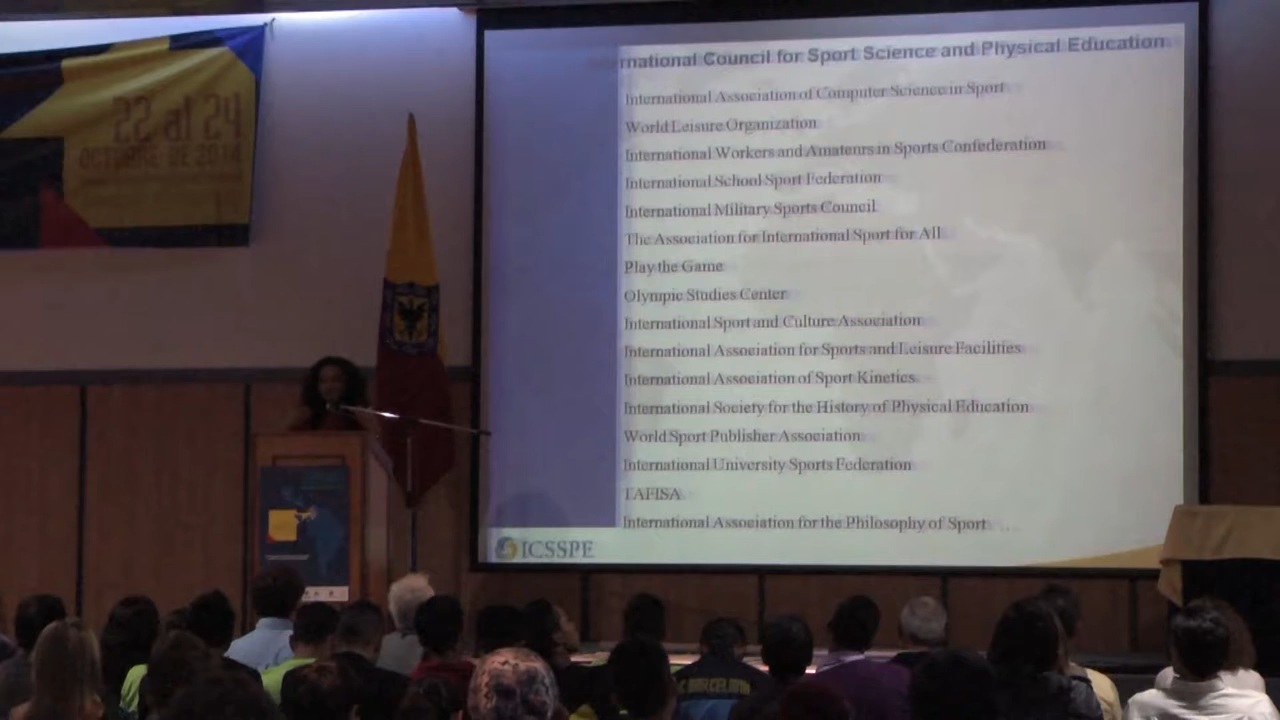 22 al 24
OCTUBRE DE 2014
rnational Council for Sport Science and Physical Education
International Association of Computer Science in Sport
World Leisure Organization
International Workers and Amateurs in Sports Confederation
International School Sport Federation
International Military Sports Council
The Association for International Sport for All
Play the Game
Olympic Studies Center
International Sport and Culture Association
International Association for Sports and Leisure Facilities
International Association of Sport Kinetics
International Society for the History of Physical Education
World Sport Publisher Association
International University Sports Federation
TAFISA
International Association for the Philosophy of Sport
ICSSPE
BARCELONA